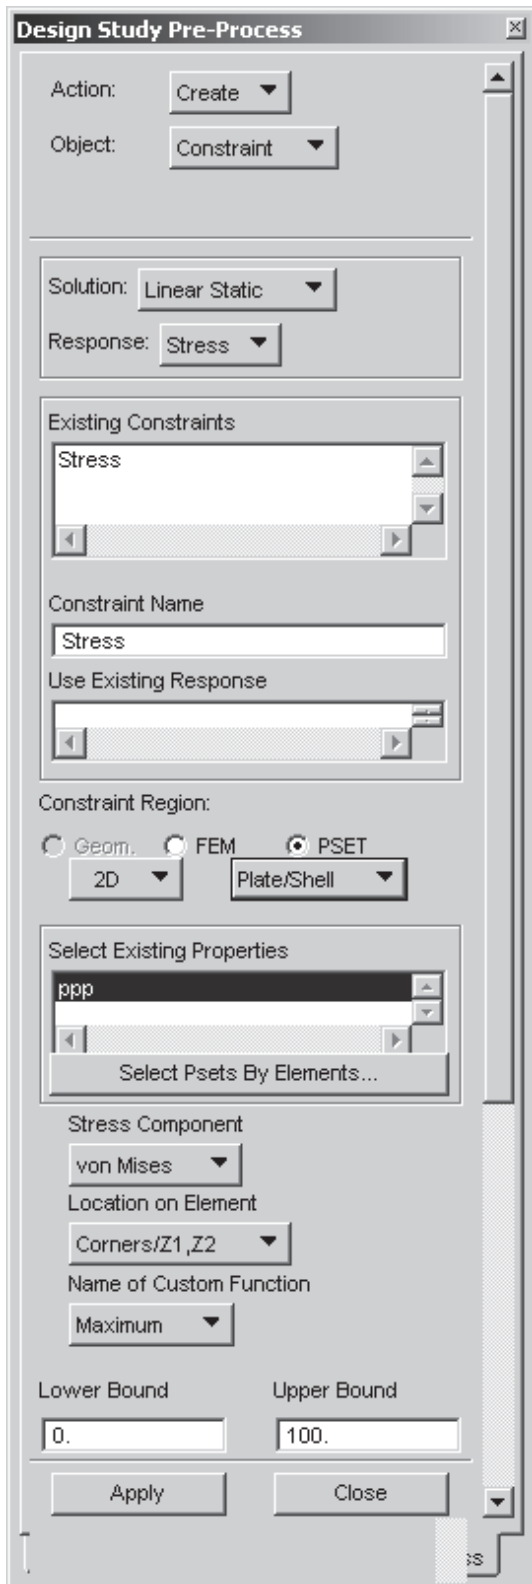 Design Study Pre-Process
Action: Create
Object: Constraint
Solution: Linear Static
Response: Stress
Existing Constraints
Stress
Constraint Name
Stress
Use Existing Response
Constraint Region:
Geom. FEM PSET
2D Plate/Shell
Select Existing Properties
ppp
Select Psets By Elements...
Stress Component
von Mises
Location on Element
Corners/Z1,Z2
Name of Custom Function
Maximum
Lower Bound Upper Bound
0. 100.
Apply Close